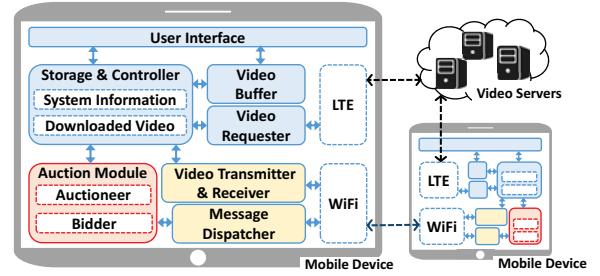 User Interface
Storage & Controller
System Information
Downloaded Video
Video
Buffer
Video
Requester
LTE
Video Servers
Auction Module
Auctioneer
Bidder
Video Transmitter
& Receiver
Message
Dispatcher
WiFi
Mobile Device
LTE
WiFi
Mobile Device